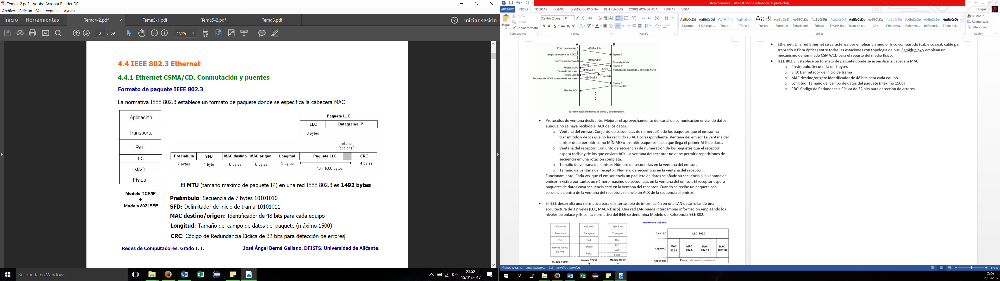 Tema4-2.pdf - Adobe Acrobat Reader DC
Archivo Edición Ver Ventana Ayuda
Inicio Herramientas Tema4-2.pdf × Tema5-1.pdf Tema5-2.pdf Tema6.pdf Iniciar sesión
3 / 59 77,1%
4.4 IEEE 802.3 Ethernet
4.4.1 Ethernet CSMA/CD. Conmutación y puentes
Formato de paquete IEEE 802.3
La normativa IEEE 802.3 establece un formato de paquete donde se especifica la cabecera MAC
Aplicación
Transporte
Red
LLC
MAC
Físico
Modelo TCP/IP
+
Modelo 802 IEEE
Paquete LLC
LLC Datagrama IP
8 bytes
relleno
(opcional)
Preámbulo SFD MAC destino MAC origen Longitud Paquete LLC CRC
7 bytes 1 byte 6 bytes 6 bytes 2 bytes 4 bytes
46 - 1500 bytes
El MTU (tamaño máximo de paquete IP) en una red IEEE 802.3 es 1492 bytes
Preámbulo: Secuencia de 7 bytes 10101010
SFD: Delimitador de inicio de trama 10101011
MAC destino/origen: Identificador de 48 bits para cada equipo
Longitud: Tamaño del campo de datos del paquete (máximo 1500)
CRC: Código de Redundancia Cíclica de 32 bits para detección de errores
Redes de Computadores. Grado I. I. José Ángel Berná Galiano. DFISTS. Universidad de Alicante.
Búsqueda en Windows
23:52
15/01/2017
Resumen.docx - Word (Error de activación de productos)
ARCHIVO INICIO INSERTAR DISEÑO DISEÑO DE PÁGINA REFERENCIAS CORRESPONDENCIA REVISAR VISTA Diegus .
Pegar
Cortar
Copiar
Copiar formato
Portapapeles
Calibri (Cuerp 11
N K S abc x₂ x²
Fuente
Párrafo
AaBbCcDd AaBbCcDd AaBbCc AaBbCcC AaBl AaBbCcD AaBbCcDd AaBbCcDd AaBbCcDd AaBbCcDc AaBbCcDd AaBbCcDd AaBbCcDd AaBbCcDd AaBbCcDc
¶ Normal ¶ Sin espa... Título 1 Título 2 Puesto Subtítulo Énfasis sutil Énfasis Énfasis int... Texto en n... Cita Cita desta... Referenci... Referenci... Título del...
Estilos
Buscar
Reemplazar
Seleccionar
Edición
A B
Envío de mensaje 0 MENSAJE 0
tiempo de espera de ACK0 Espera 0
Reenvío de mensaje 0 MENSAJE 0
Envío de ACK0
Recibe ACK0 ACK0 Espera 1
Envío de mensaje 1 MENSAJE 1 ACK0 Rechazo de duplicado y envío de ACK0
Recibe ACK0 pérdida
Rechazo de ACK0 y reenvío de mensaje 1 MENSAJE 1
Espera 1
Envío de ACK1
Recibe ACK1
d) Numeración de tramas de datos y asentimientos.
• Protocolos de ventana deslizante: Mejorar el aprovechamiento del canal de comunicación enviando datos
aunque no se haya recibido el ACK de los datos.
o Ventana del emisor: Conjunto de secuencias de numeración de los paquetes que el emisor ha
transmitido y de los que no ha recibido su ACK correspondiente. Ventana del emisor La ventana del
emisor debe permitir como MÍNIMO transmitir paquetes hasta que llega el primer ACK de datos
o Ventana del receptor: Conjunto de secuencias de numeración de los paquetes que el receptor
espera recibir y de los que enviará ACK. La ventana del receptor no debe permitir repeticiones de
secuencia en una rotación completa.
o Tamaño de ventana del emisor: Número de secuencias en la ventana del emisor.
o Tamaño de ventana del receptor: Número de secuencias en la ventana del receptor.
Funcionamiento: Cada vez que el emisor envía un paquete de datos se añade su secuencia a la ventana del
emisor. Existirá por tanto, un número máximo de secuencias en la ventana del emisor. El receptor espera
paquetes de datos cuya secuencia esté en la ventana del receptor. Cuando se recibe un paquete con
secuencia dentro de la ventana del receptor, se envía un ACK de la secuencia al emisor.
• El IEEE desarrolla una normativa para el intercambio de información en una LAN desarrollando una
arquitectura de 3 niveles (LLC, MAC y físico). Una red LAN puede intercambiar información empleando los
niveles de enlace y físico. La normativa del IEEE se denomina Modelo de Referencia IEEE 802.
Aplicación Aplicación Aplicación
Transporte Transporte Transporte
Red Red Red
Nivel de Acceso a la Red Enlace LLC
MAC
Físico Físico
Modelo TCP/IP Modelo TCP/IP Modelo TCP/IP
+ +
Arquitectura IEEE 802
Capa LLC LLC 802.2
Capa MAC MAC 802.3 MAC 802.5 MAC 802.11 MAC 802.1Q
Capa Física Física ( Medios físicos, señalización )
• Ethernet: Una red Ethernet se caracteriza por emplear un medio físico compartido (cable coaxial, cable par
trenzado o fibra óptica) entre todas las estaciones con topología de bus. Semiduplex y emplean un
mecanismo denominado CSMA/CD para el reparto del medio físico.
• IEEE 802.3: Establece un formato de paquete donde se especifica la cabecera MAC:
o Preámbulo: Secuencia de 7 bytes
o SFD: Delimitador de inicio de trama
o MAC destino/origen: Identificador de 48 bits para cada equipo
o Longitud: Tamaño del campo de datos del paquete (máximo 1500)
o CRC: Código de Redundancia Cíclica de 32 bits para detección de errores
PÁGINA 10 DE 10 2182 PALABRAS ESPAÑOL (ESPAÑA) 110 %
23:52
15/01/2017